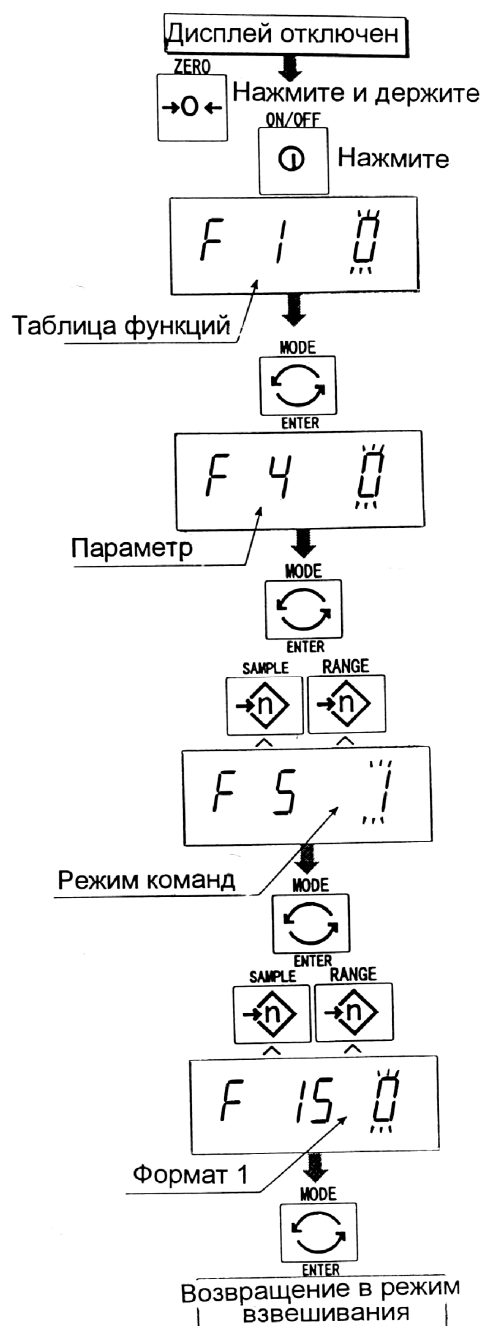 Дисплей отключен
ZERO
→0←
Нажмите и держите
ON/OFF
Нажмите
F 1 0
Таблица функций
MODE
ENTER
F 4 0
Параметр
MODE
ENTER
SAMPLE RANGE
→n →n
F 5 1
Режим команд
MODE
ENTER
SAMPLE RANGE
→n →n
F 15. 0
Формат 1
MODE
ENTER
Возвращение в режим
взвешивания